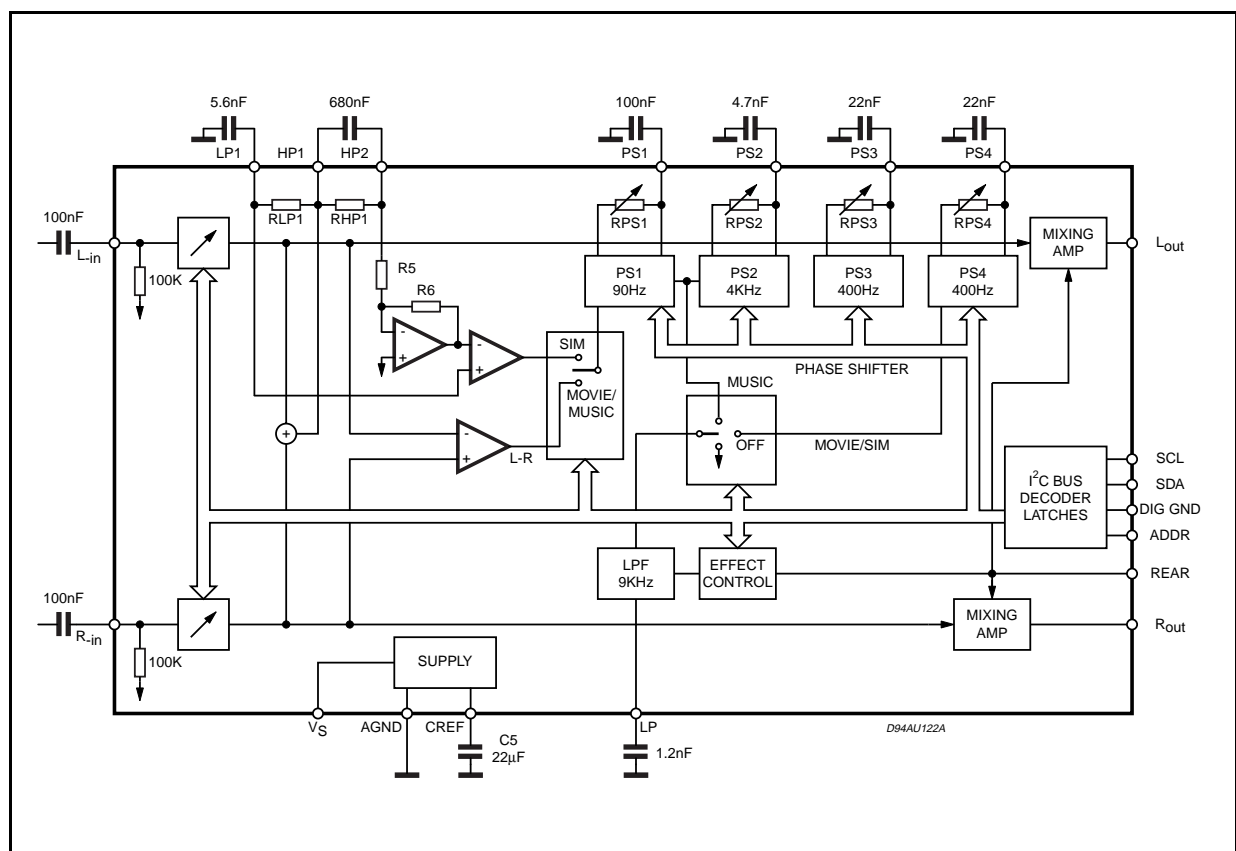 5.6nF 680nF 100nF 4.7nF 22nF 22nF
LP1 HP1 HP2 PS1 PS2 PS3 PS4
RLP1 RHP1 RPS1 RPS2 RPS3 RPS4
100nF
L-in
100K
MIXING
AMP
Lout
R5
R6
PS1
90Hz
PS2
4KHz
PS3
400Hz
PS4
400Hz
- +
- +
SIM
MOVIE/
MUSIC
PHASE SHIFTER
MUSIC
OFF
MOVIE/SIM
+
- +
L-R
I2C BUS
DECODER
LATCHES
SCL
SDA
DIG GND
ADDR
REAR
LPF
9KHz
EFFECT
CONTROL
100nF
R-in
100K
MIXING
AMP
Rout
SUPPLY
VS AGND CREF LP
D94AU122A
C5
22µF
1.2nF